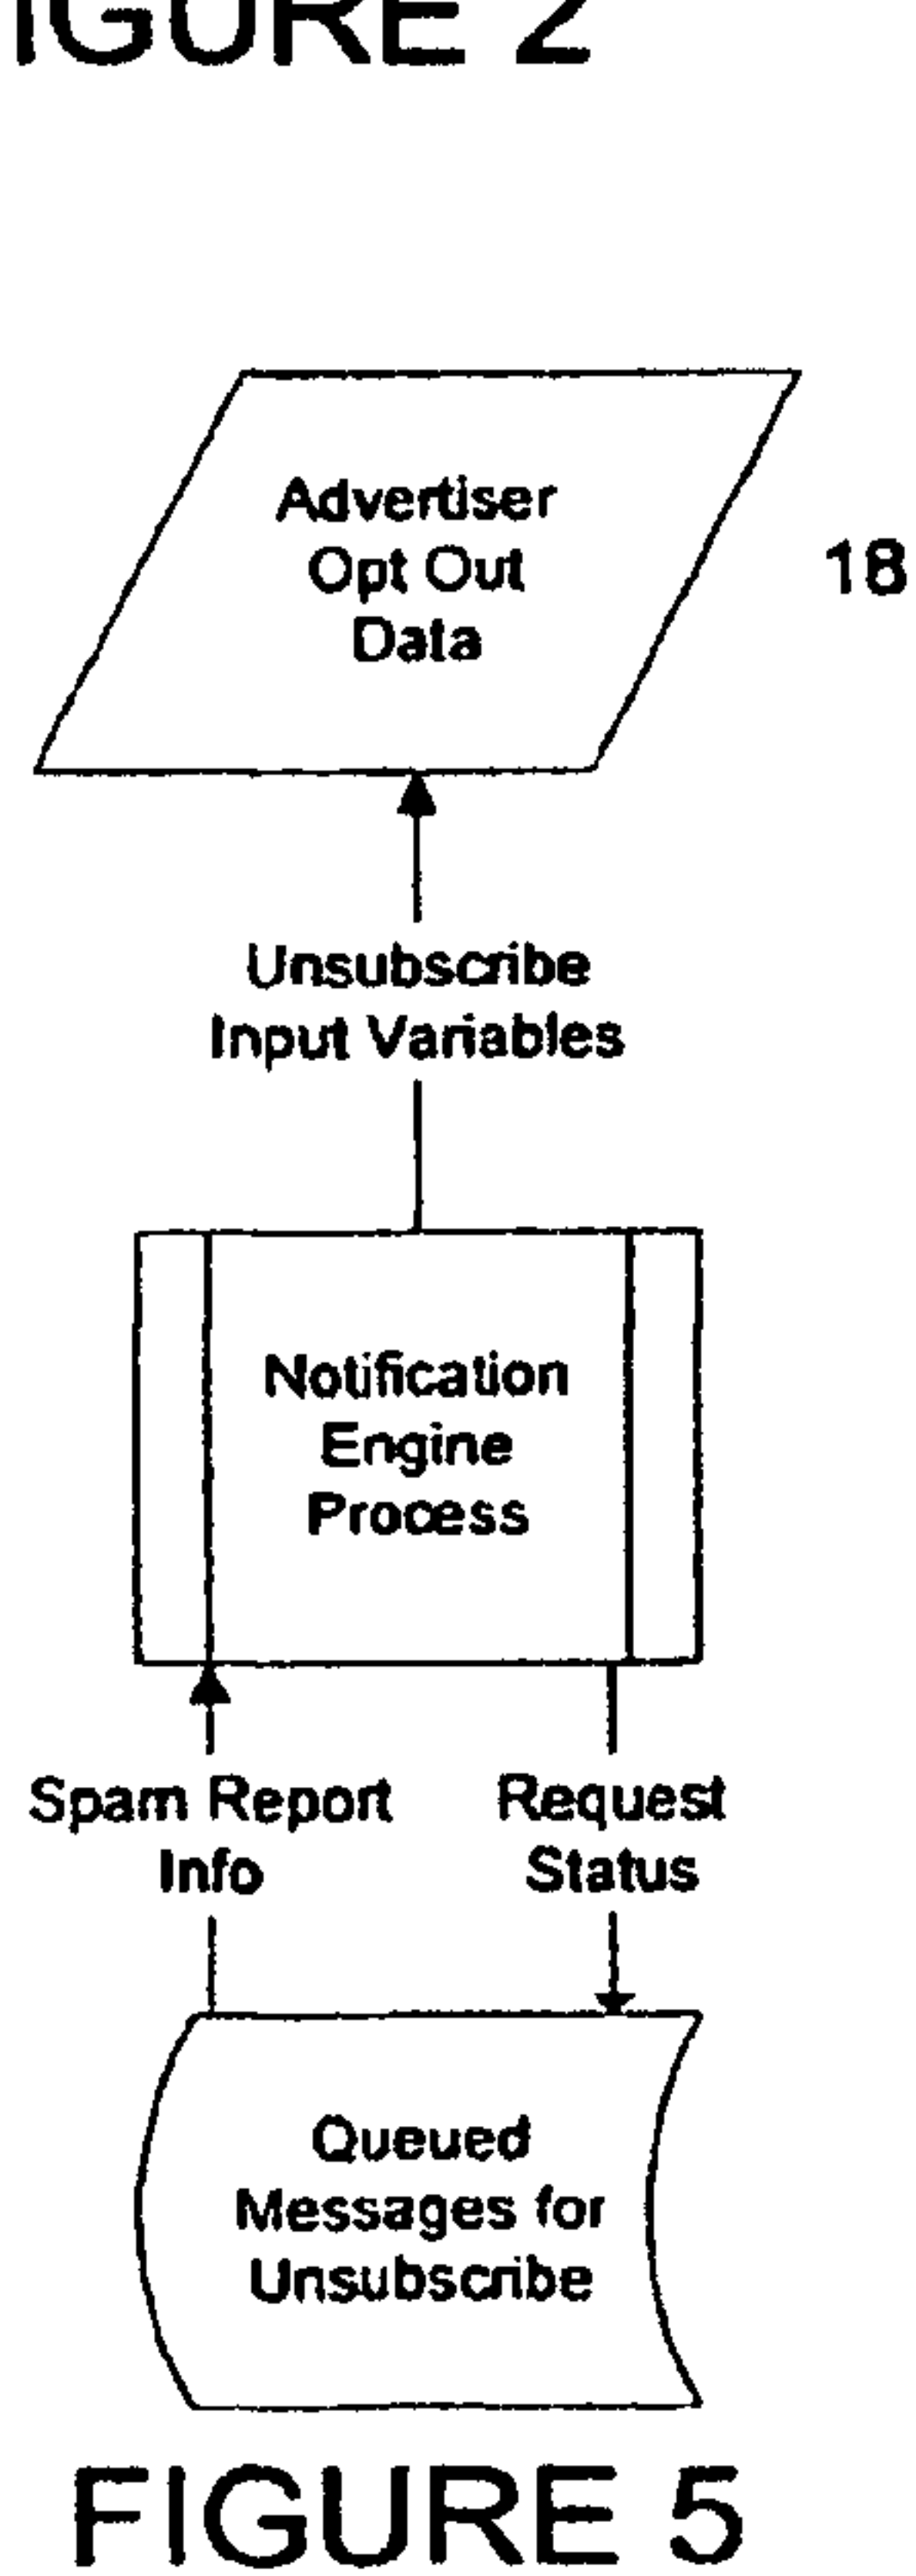 IGURE 2
Advertiser
Opt Out
Data
18
Unsubscribe
Input Variables
Notification
Engine
Process
Spam Report
Info
Request
Status
Queued
Messages for
Unsubscribe
FIGURE 5